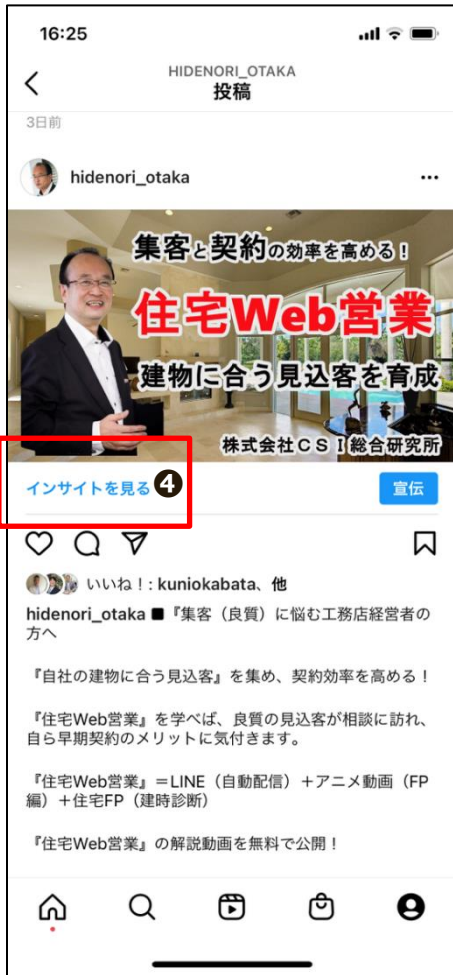 16:25
HIDENORI_OTAKA
投稿
3日前
hidenori_otaka
集客と契約の効率を高める！
住宅Web営業
建物に合う見込客を育成
株式会社CSI総合研究所
インサイトを見る ❹
宣伝
いいね！: kuniokabata、他
hidenori_otaka ■『集客（良質）に悩む工務店経営者の
方へ
『自社の建物に合う見込客』を集め、契約効率を高める！
『住宅Web営業』を学べば、良質の見込客が相談に訪れ、
自ら早期契約のメリットに気付きます。
『住宅Web営業』＝LINE（自動配信）＋アニメ動画（FP
編）＋住宅FP（建時診断）
『住宅Web営業』の解説動画を無料で公開！